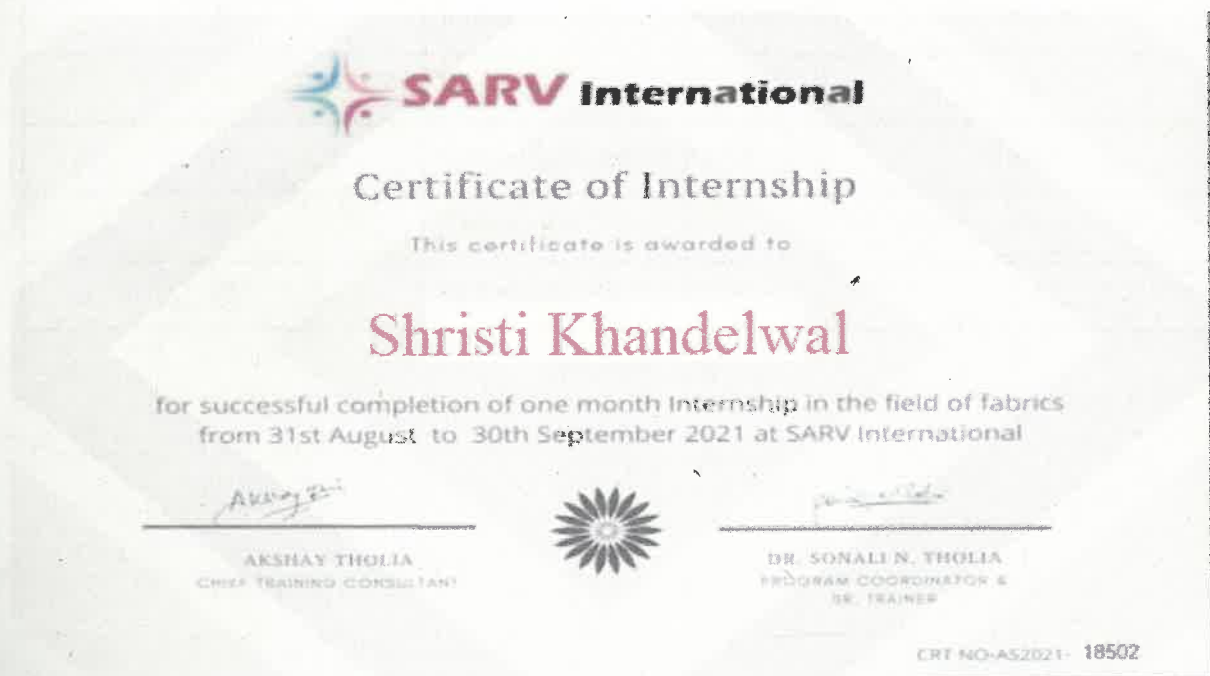 SARV International
Certificate of Internship
This certificate is awarded to
Shristi Khandelwal
for successful completion of one month Internship in the field of fabrics
from 31st August to 30th September 2021 at SARV International
AKSHAY THOLIA
CHIEF TRAINING CONSULTANT
DR. SONALI N. THOLIA
PROGRAM COORDINATOR &
SR. TRAINER
CRT NO-AS2021- 18502